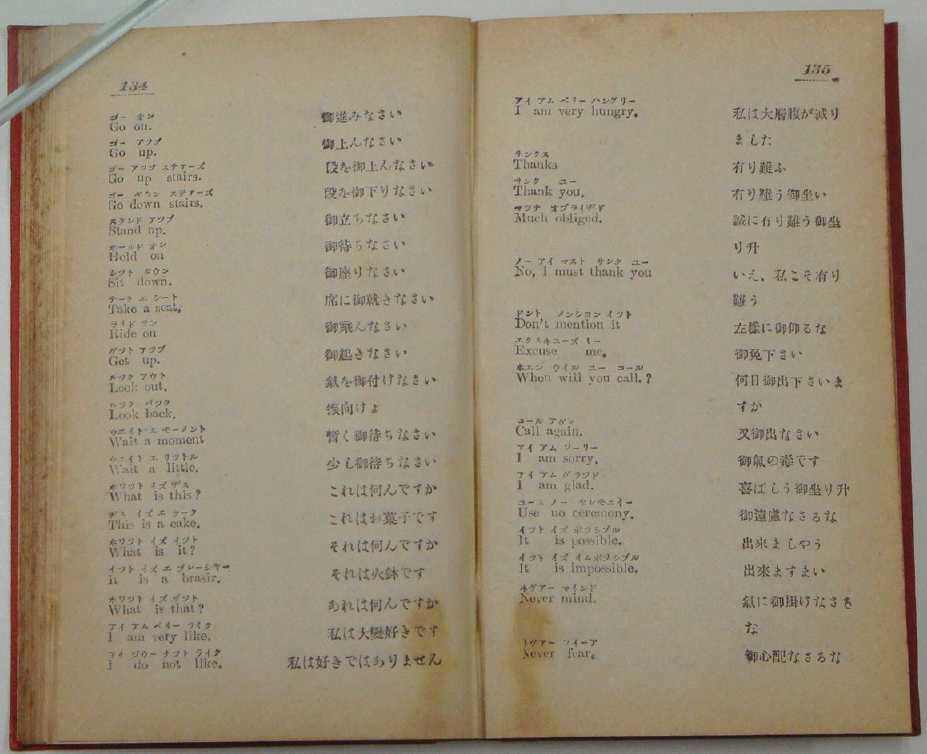 134
ゴー オン
Go on.
御進みなさい
ゴー アツプ
Go up.
御上んなさい
ゴー アツプ ステアーズ
Go up stairs.
段を御上んなさい
ゴー ダウン ステアーズ
Go down stairs.
段を御下りなさい
スタンド アツプ
Stand up.
御立ちなさい
ホールド オン
Hold on
御待ちなさい
シツト ダウン
Sit down.
御座りなさい
テーク エ シート
Take a seat.
席に御就きなさい
ライド オン
Ride on
御乘んなさい
ゲツト アツプ
Get up.
御起きなさい
ルツク アウト
Look out.
氣を御付けなさい
ルツク バツク
Look back.
後向けよ
ウエイト エ モーメント
Wait a moment
暫く御待ちなさい
ウエイト エ リツトル
Wait a little.
少し御待ちなさい
ホワツト イズ ヂス
What is this?
これは何んですか
ヂス イズ エ ケーク
This is a cake.
これはお菓子です
ホワツト イズ イツト
What is it?
それは何んですか
イツト イズ エ ブレーシヤー
it is a brasir.
それは火鉢です
ホワツト イズ ザツト
What is that?
あれは何んですか
アイ アム ベリー ライク
I am very like.
私は大變好きです
アイ ヅウー ナツト ライク
I do not like.
私は好きではありません
135
アイ アム ベリー ハングリー
I am very hungry.
私は大層腹が減り
ました
サンクス
Thanks
有り難ふ
サンク ユー
Thank you.
有り難う御坐い
マツチ オブライヂド
Much obliged.
誠に有り難う御坐
り升
ノー アイ マスト サンク ユー
No, I must thank you
いえ、私こそ有り
難う
ドント メンシヨン イツト
Don't mention it
左樣に御仰るな
エクスキユーズ ミー
Excuse me.
御免下さい
ホエン ウイル ユー コール
When will you call.?
何日御出下さいま
すか
コール アゲン
Call again.
又御出なさい
アイ アム ソーリー
I am sorry.
御氣の毒です
アイ アム グラツド
I am glad.
喜ばしう御坐り升
ユース ノー セレモニイー
Use no ceremony.
御遠慮なさるな
イツト イズ ポツシブル
It is possible.
出來ましやう
イツト イズ イムポツシブル
It is impossible.
出來ますまい
ネヴアー マインド
Never mind.
氣に御掛けなさる
な
ネヴアー フイーア
Never fear.
御心配なさるな